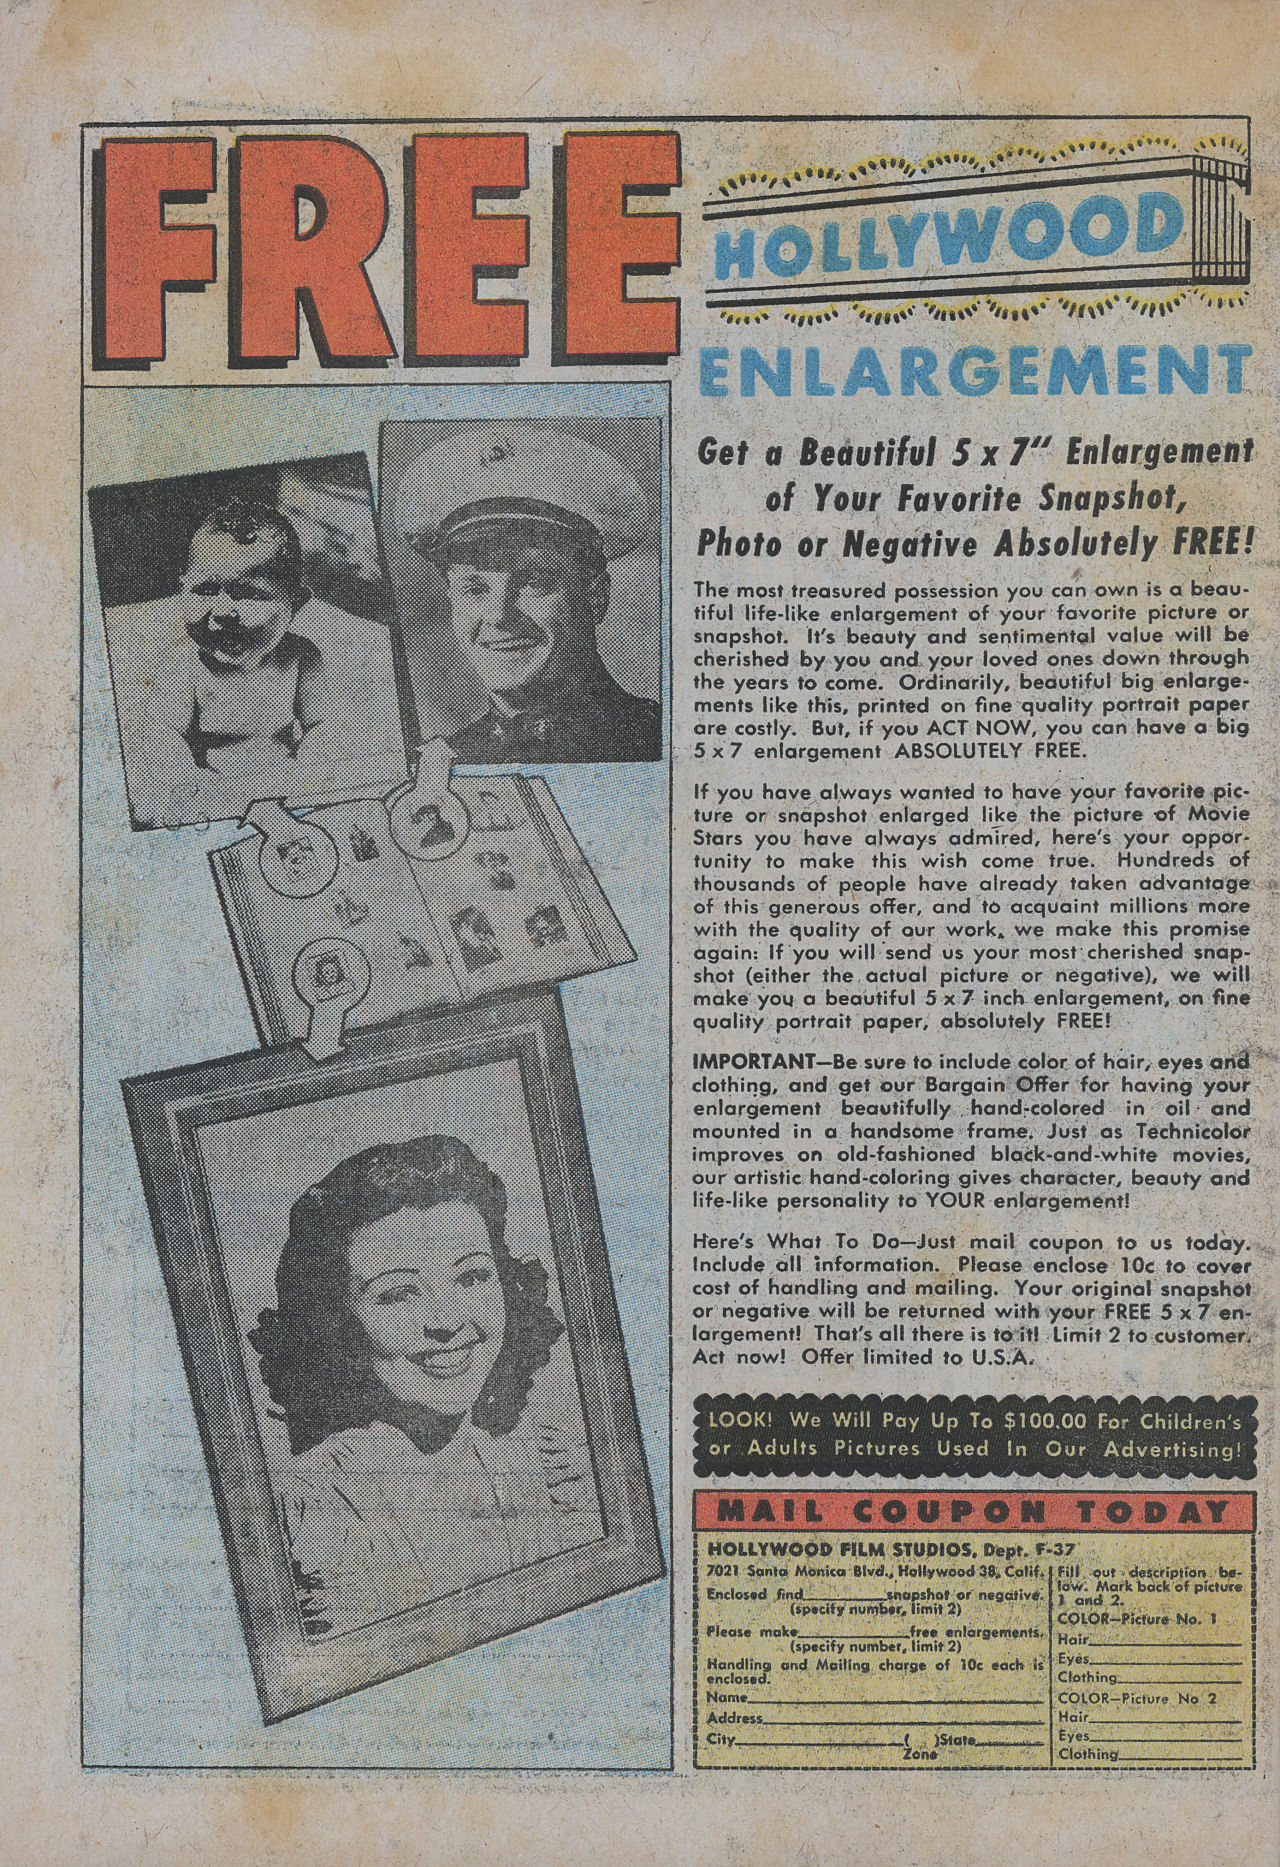 FREE
HOLLYWOOD
ENLARGEMENT
Get a Beautiful 5 x 7" Enlargement
of Your Favorite Snapshot,
Photo or Negative Absolutely FREE!
The most treasured possession you can own is a beau-
tiful life-like enlargement of your favorite picture or
snapshot. It's beauty and sentimental value will be
cherished by you and your loved ones down through
the years to come. Ordinarily, beautiful big enlarge-
ments like this, printed on fine quality portrait paper
are costly. But, if you ACT NOW, you can have a big
5 x 7 enlargement ABSOLUTELY FREE.
If you have always wanted to have your favorite pic-
ture or snapshot enlarged like the picture of Movie
Stars you have always admired, here's your oppor-
tunity to make this wish come true. Hundreds of
thousands of people have already taken advantage
of this generous offer, and to acquaint millions more
with the quality of our work, we make this promise
again: If you will send us your most cherished snap-
shot (either the actual picture or negative), we will
make you a beautiful 5 x 7 inch enlargement, on fine
quality portrait paper, absolutely FREE!
IMPORTANT—Be sure to include color of hair, eyes and
clothing, and get our Bargain Offer for having your
enlargement beautifully hand-colored in oil and
mounted in a handsome frame. Just as Technicolor
improves on old-fashioned black-and-white movies,
our artistic hand-coloring gives character, beauty and
life-like personality to YOUR enlargement!
Here's What To Do—Just mail coupon to us today.
Include all information. Please enclose 10c to cover
cost of handling and mailing. Your original snapshot
or negative will be returned with your FREE 5 x 7 en-
largement! That's all there is to it! Limit 2 to customer.
Act now! Offer limited to U.S.A.
LOOK! We Will Pay Up To $100.00 For Children's
or Adults Pictures Used In Our Advertising!
MAIL COUPON TODAY
HOLLYWOOD FILM STUDIOS, Dept. F-37
7021 Santa Monica Blvd., Hollywood 38, Calif.
Enclosed find__________snapshot or negative.
(specify number, limit 2)
Please make__________free enlargements.
(specify number, limit 2)
Handling and Mailing charge of 10c each is
enclosed.
Name__________
Address__________
City__________( )State__________
Zone
Fill out description be-
low. Mark back of picture
1 and 2.
COLOR—Picture No. 1
Hair__________
Eyes__________
Clothing__________
COLOR—Picture No 2
Hair__________
Eyes__________
Clothing__________